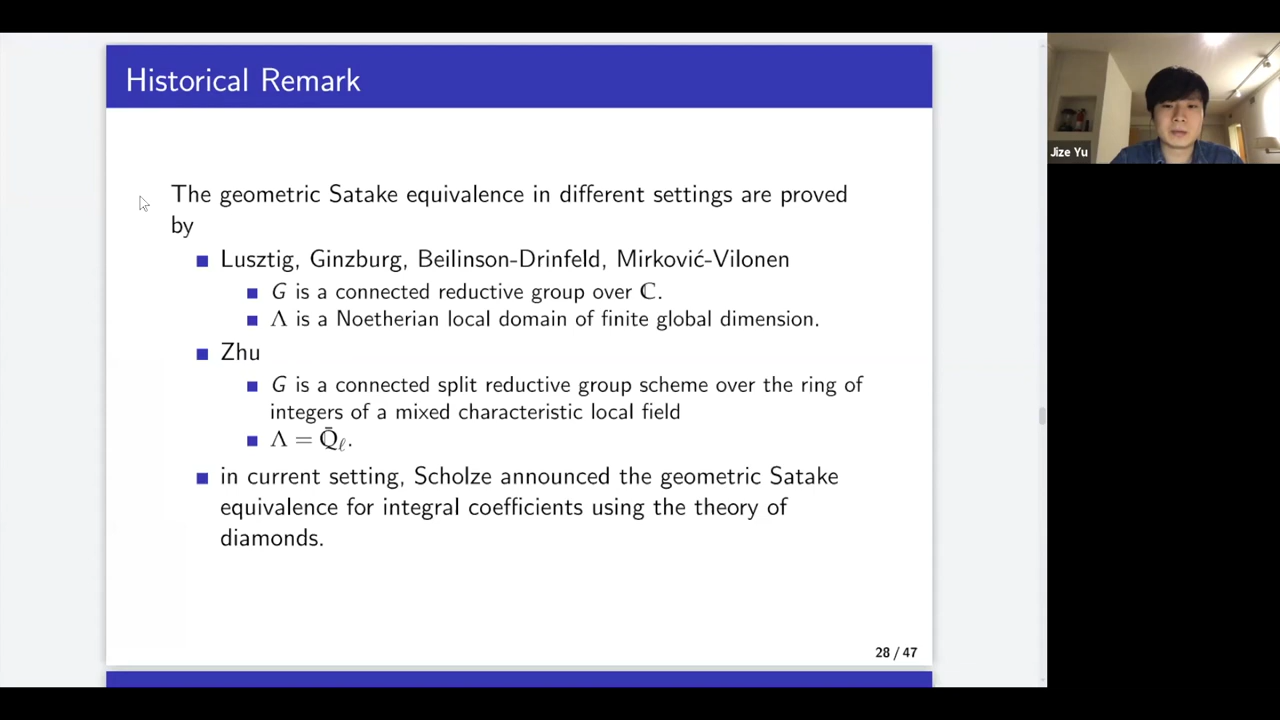 Historical Remark
The geometric Satake equivalence in different settings are proved
by
Lusztig, Ginzburg, Beilinson-Drinfeld, Mirković-Vilonen
G is a connected reductive group over ℂ.
Λ is a Noetherian local domain of finite global dimension.
Zhu
G is a connected split reductive group scheme over the ring of
integers of a mixed characteristic local field
Λ = Q̄ℓ.
in current setting, Scholze announced the geometric Satake
equivalence for integral coefficients using the theory of
diamonds.
28 / 47
Jize Yu